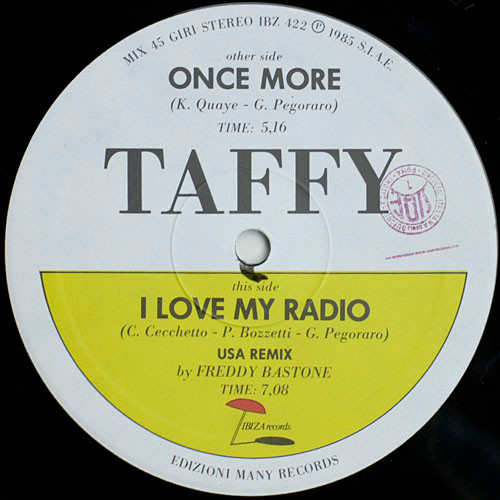 MIX 45 GIRI STEREO IBZ 422 ℗ 1985 S.I.A.E.
other side
ONCE MORE
(K. Quaye - G. Pegoraro)
TIME: 5,16
TAFFY
this side
I LOVE MY RADIO
(C. Cecchetto - P. Bozzetti - G. Pegoraro)
USA REMIX
by FREDDY BASTONE
TIME: 7,08
IBIZA records.
EDIZIONI MANY RECORDS